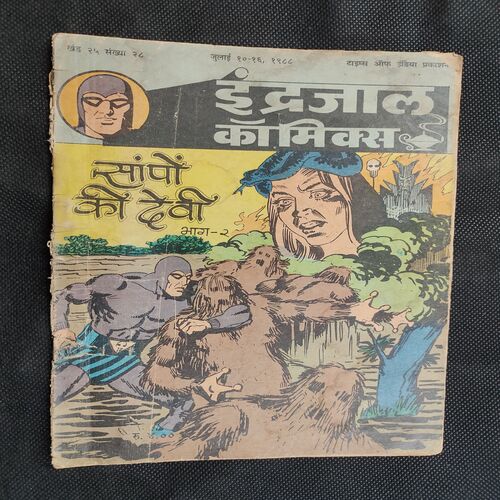 खंड २५ संख्या २८
जुलाई १०-१६, १९८८
टाइम्स ऑफ इंडिया प्रकाशन
इंद्रजाल
कॉमिक्स
सांपों
की देवी
भाग-२
रु.